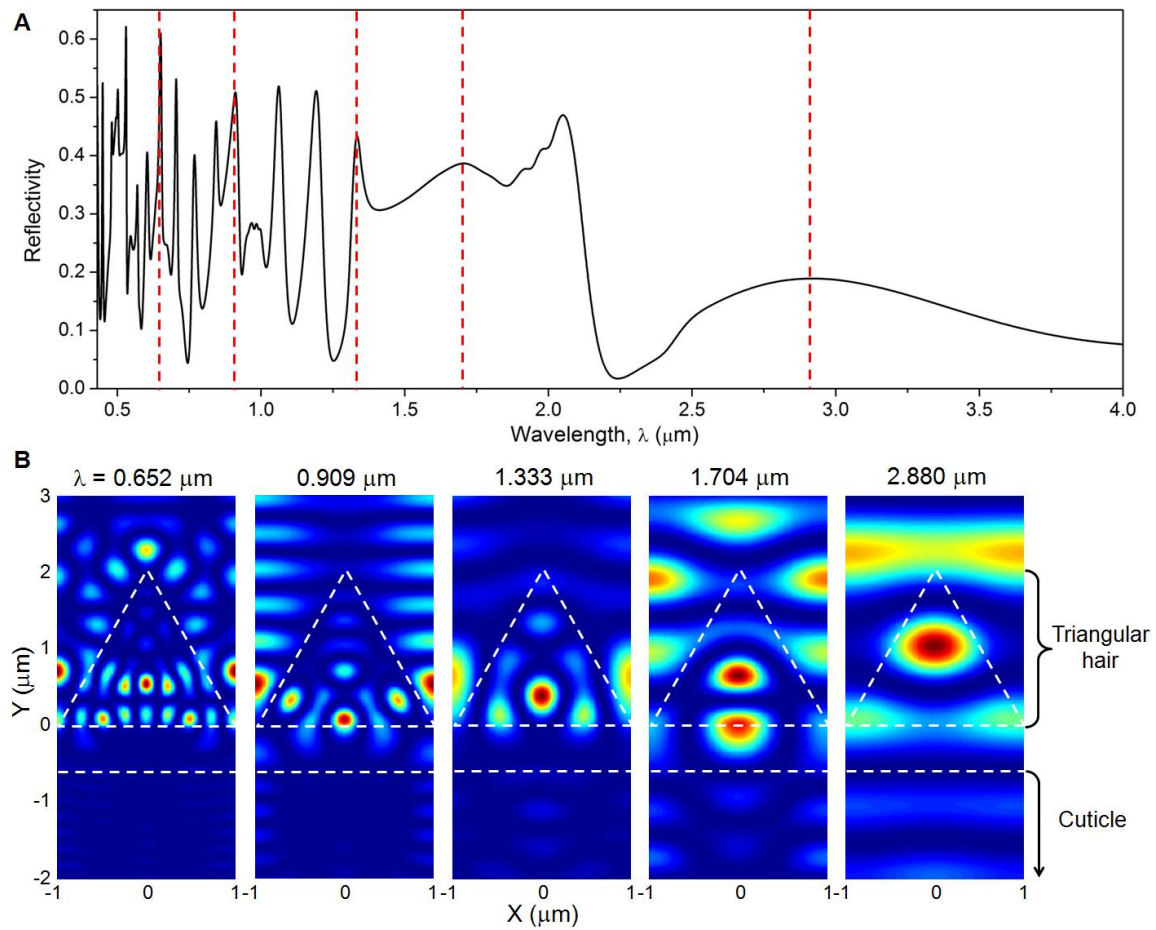 A
Reflectivity
0.6
0.5
0.4
0.3
0.2
0.1
0.0
0.5 1.0 1.5 2.0 2.5 3.0 3.5 4.0
Wavelength, λ (μm)
B
λ = 0.652 μm 0.909 μm 1.333 μm 1.704 μm 2.880 μm
Y (μm)
3
2
1
0
-1
-2
Triangular
hair
Cuticle
-1 0 1 -1 0 1 -1 0 1 -1 0 1 -1 0 1
X (μm)